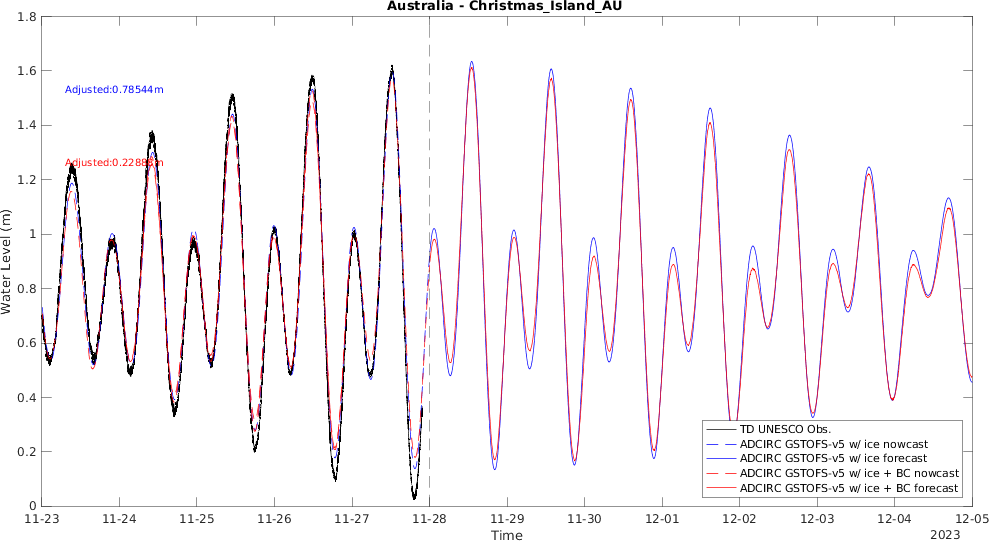 Australia - Christmas_Island_AU
1.8
1.6
1.4
1.2
1
0.8
0.6
0.4
0.2
0
Water Level (m)
Adjusted:0.78544m
TD UNESCO Obs.
ADCIRC GSTOFS-v5 w/ ice nowcast
ADCIRC GSTOFS-v5 w/ ice forecast
ADCIRC GSTOFS-v5 w/ ice + BC nowcast
ADCIRC GSTOFS-v5 w/ ice + BC forecast
11-23 11-24 11-25 11-26 11-27 11-28 11-29 11-30 12-01 12-02 12-03 12-04 12-05
Time
2023